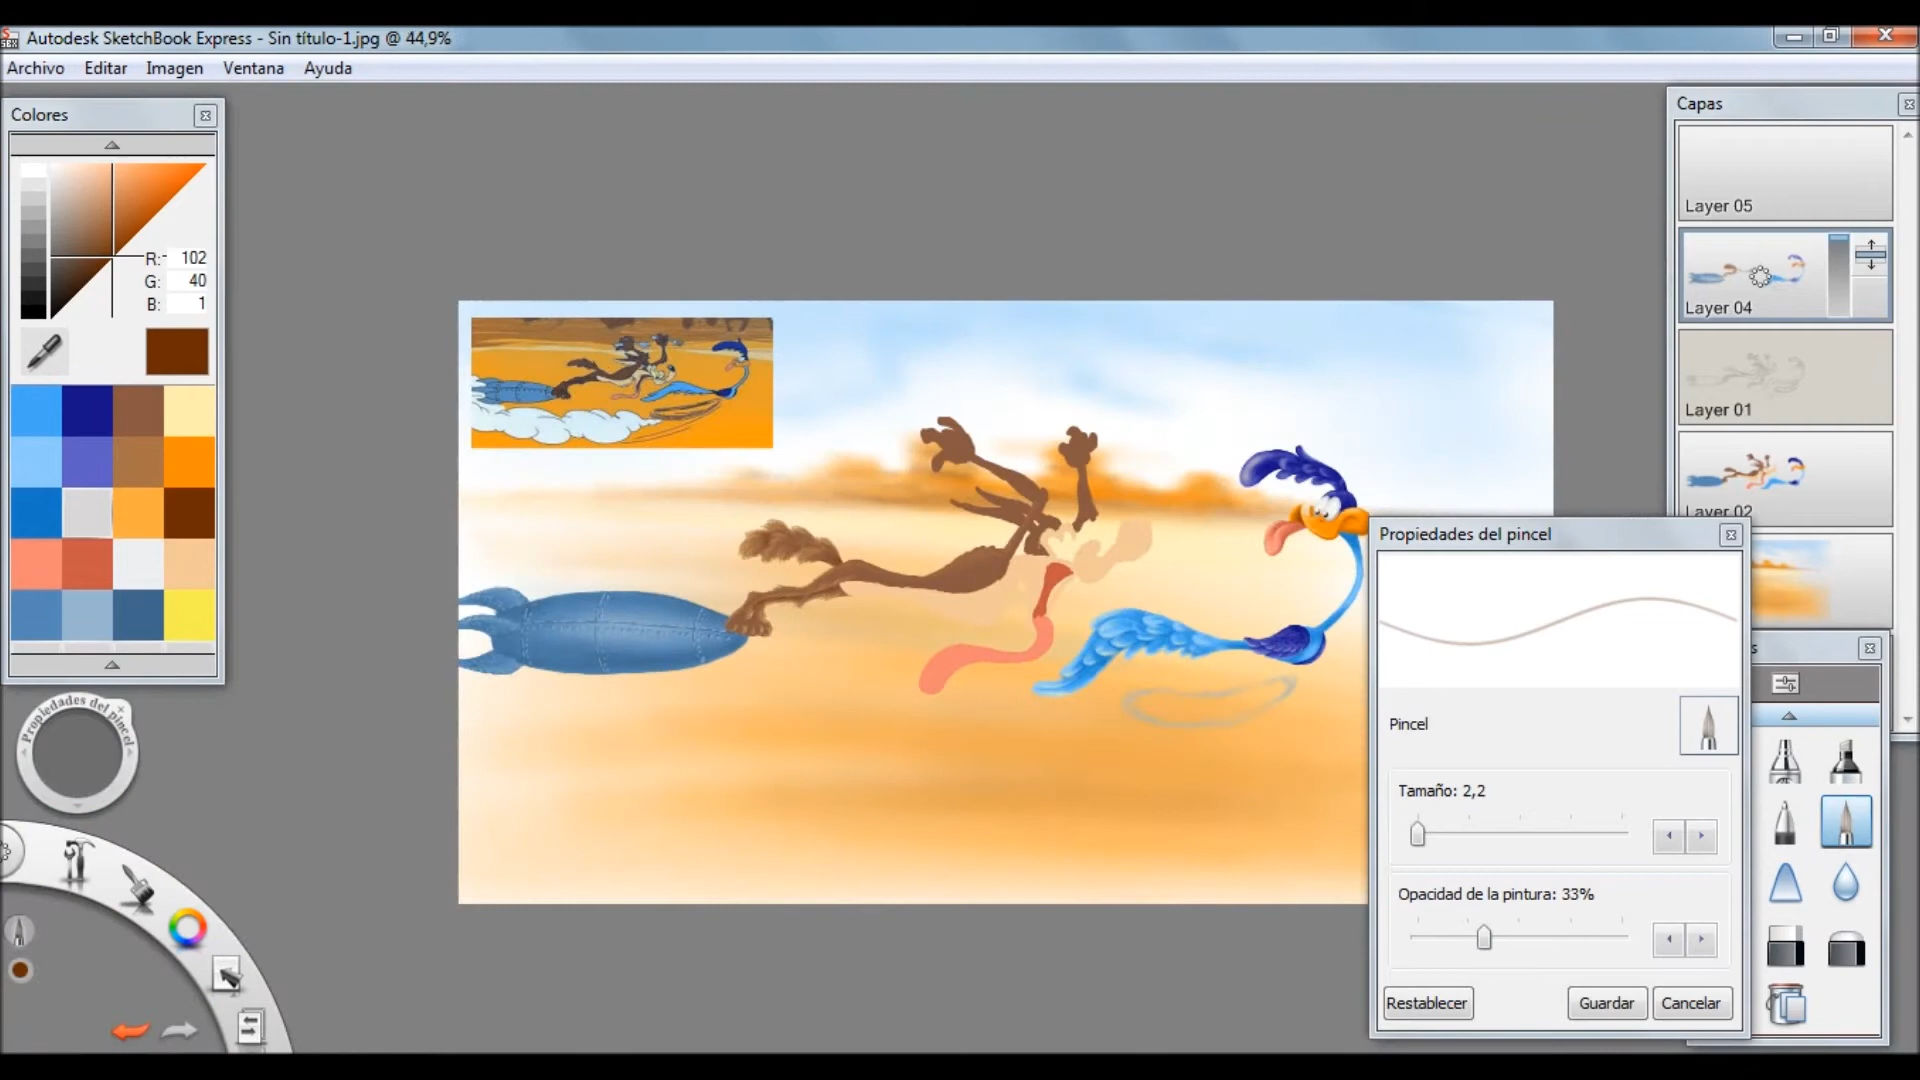 Autodesk SketchBook Express - Sin título-1.jpg @ 44,9%
Archivo Editar Imagen Ventana Ayuda
Colores
R: 102
G: 40
B: 1
Propiedades del pincel
Capas
Layer 05
Layer 04
Layer 01
Layer 02
Propiedades del pincel
Pincel
Tamaño: 2,2
Opacidad de la pintura: 33%
Restablecer Guardar Cancelar